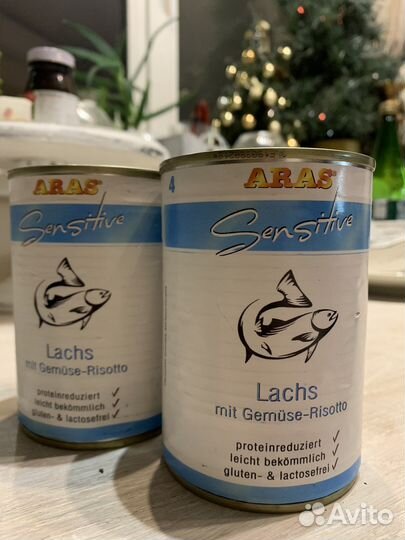 ARAS
Sensitive
Lachs
mit Gemüse-Risotto
proteinreduziert ✓
leicht bekömmlich ✓
gluten- & lactosefrei ✓
4
ARAS
Sensitive
Lachs
mit Gemüse-Risotto
proteinreduziert ✓
leicht bekömmlich ✓
gluten- & lactosefrei ✓
Avito